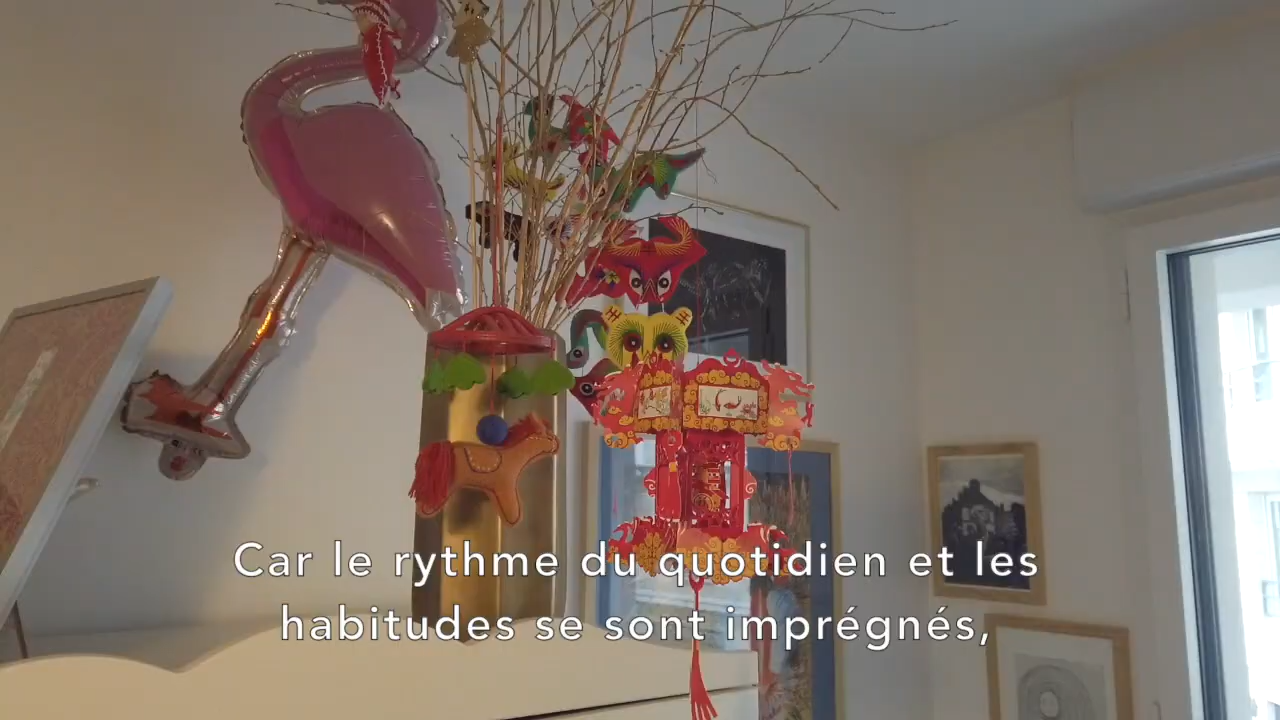 Car le rythme du quotidien et les
habitudes se sont imprégnés,